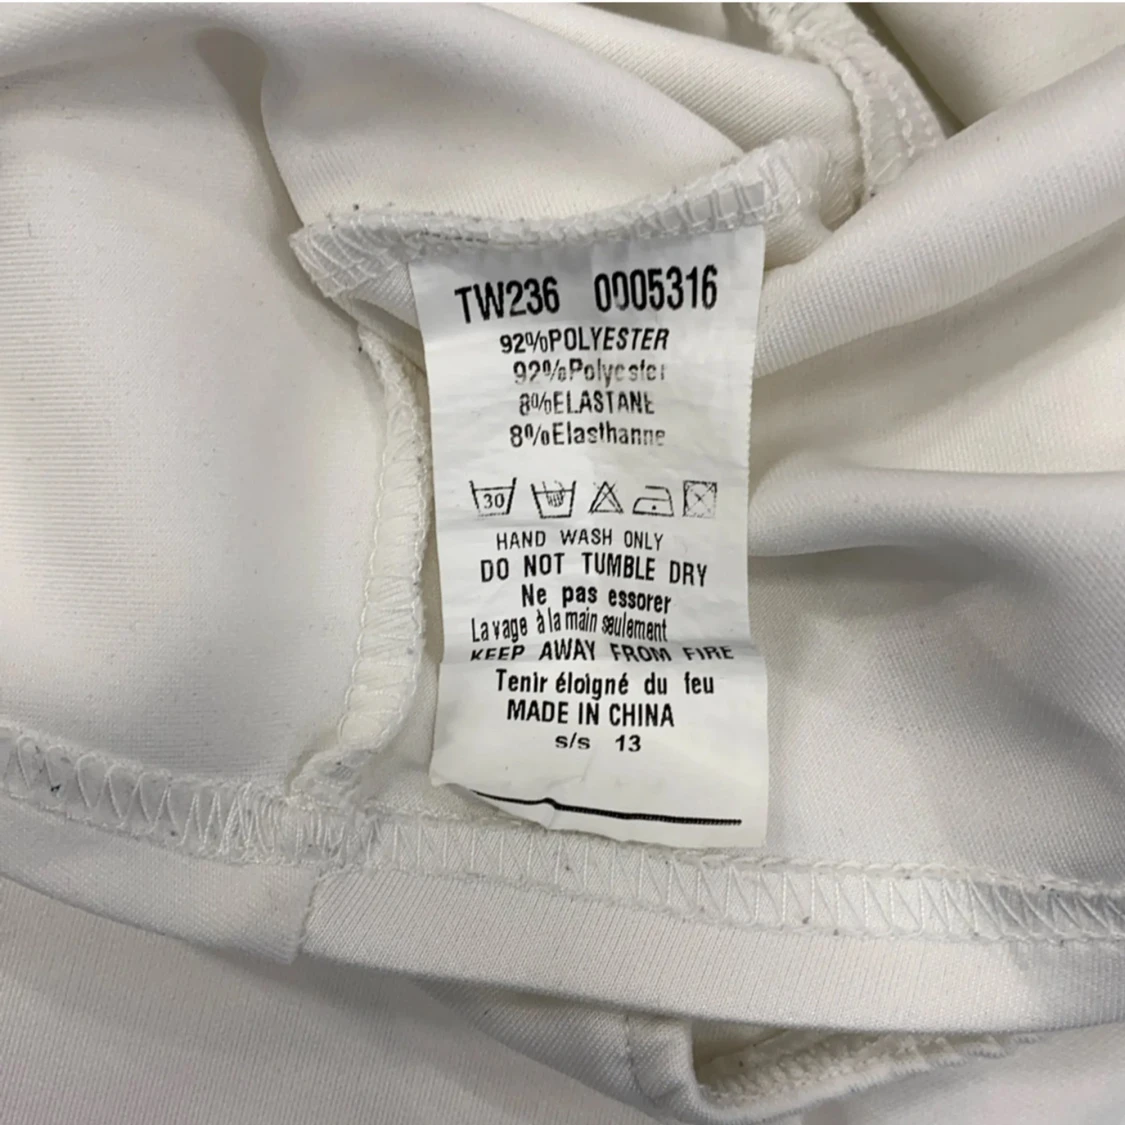 TW236 0005316
92%POLYESTER
92%Polyester
8%ELASTANE
8%Elasthanne
30
HAND WASH ONLY
DO NOT TUMBLE DRY
Ne pas essorer
Lavage à la main seulement
KEEP AWAY FROM FIRE
Tenir éloigné du feu
MADE IN CHINA
s/s 13